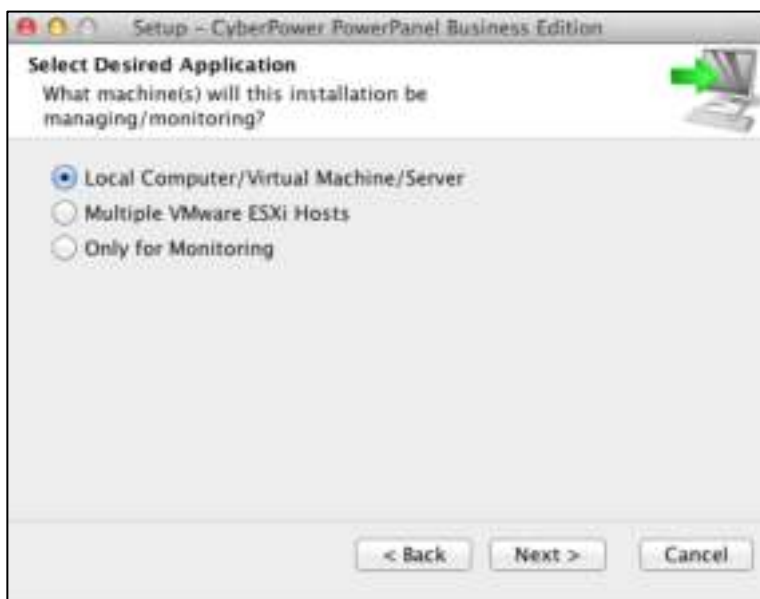 Setup - CyberPower PowerPanel Business Edition
Select Desired Application
What machine(s) will this installation be
managing/monitoring?
Local Computer/Virtual Machine/Server
Multiple VMware ESXi Hosts
Only for Monitoring
< Back
Next >
Cancel